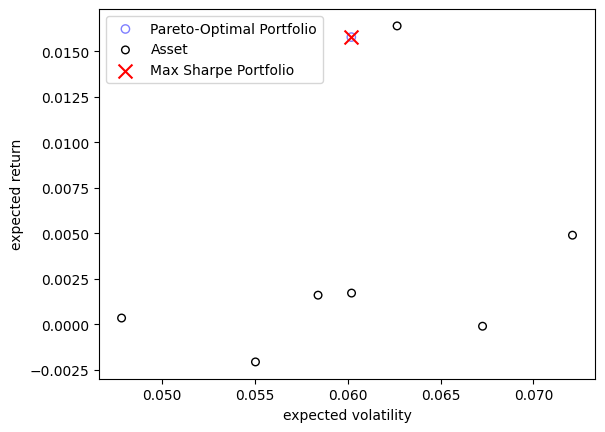 Pareto-Optimal Portfolio
Asset
Max Sharpe Portfolio
0.0150
0.0125
0.0100
0.0075
0.0050
0.0025
0.0000
−0.0025
expected return
0.050 0.055 0.060 0.065 0.070
expected volatility